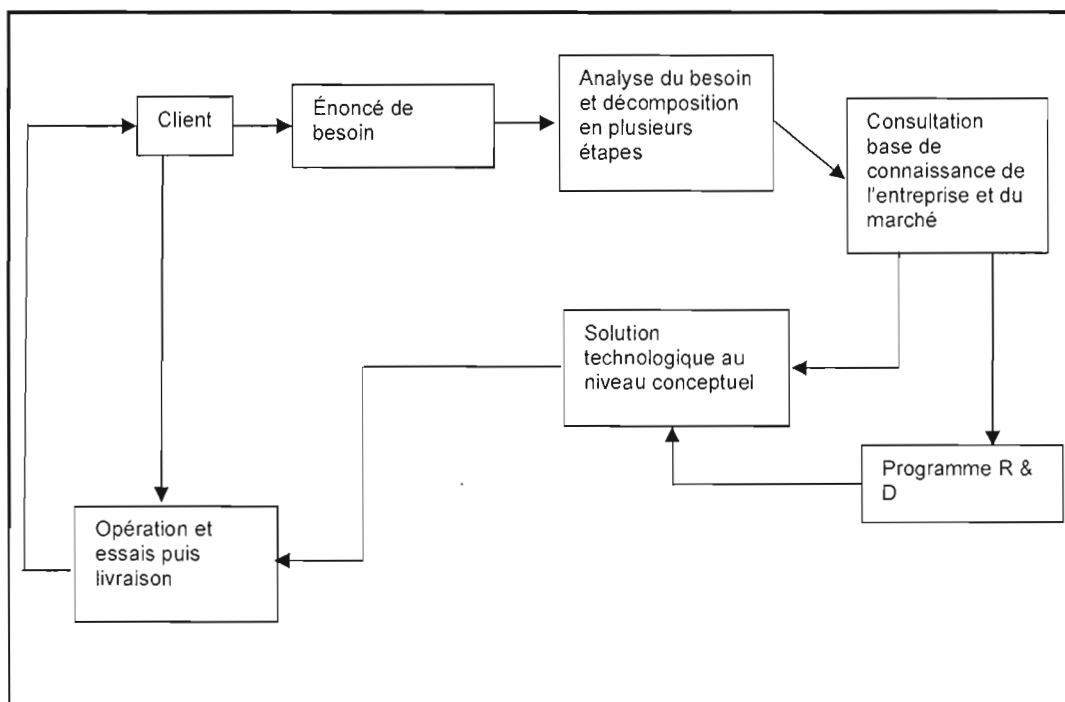 Client
Énoncé de
besoin
Analyse du besoin
et décomposition
en plusieurs
étapes
Consultation
base de
connaissance de
l'entreprise et du
marché
Solution
technologique au
niveau conceptuel
Programme R &
D
Opération et
essais puis
livraison